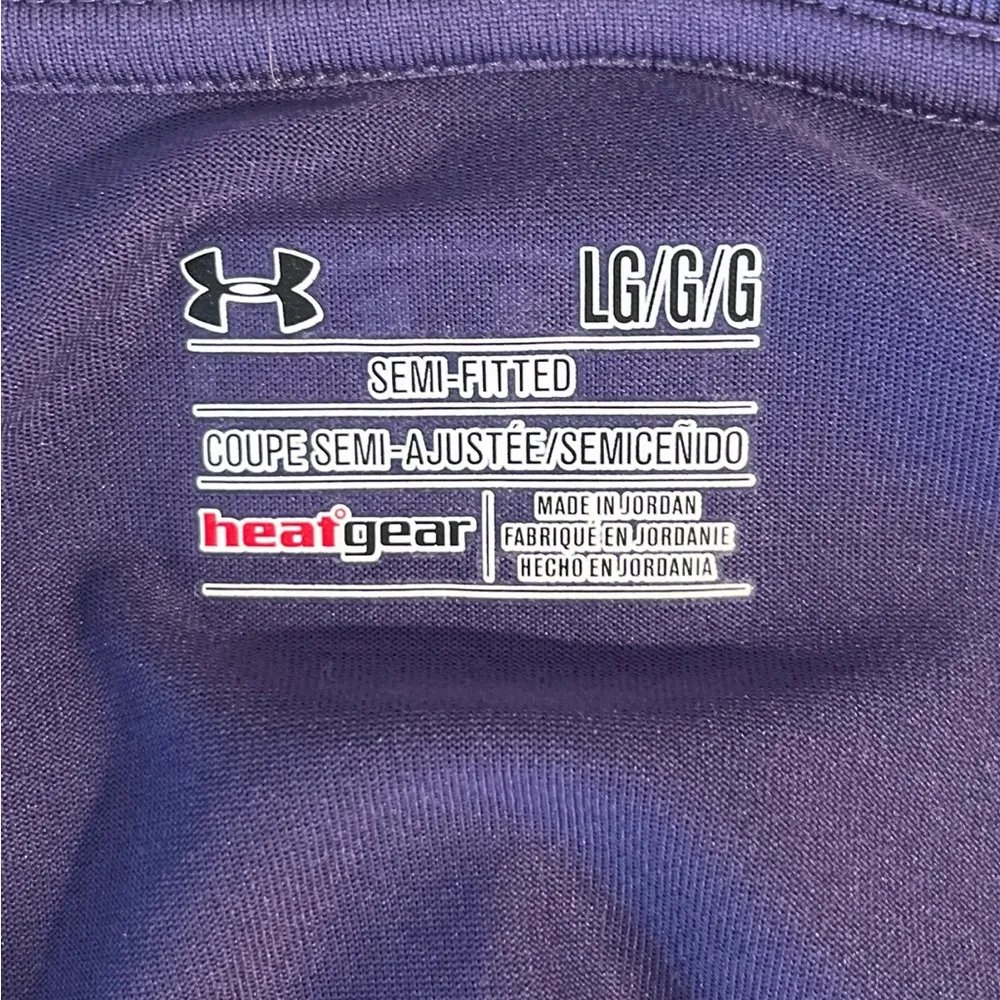 LG/G/G
SEMI-FITTED
COUPE SEMI-AJUSTÉE/SEMICEÑIDO
heatgear
MADE IN JORDAN
FABRIQUÉ EN JORDANIE
HECHO EN JORDANIA